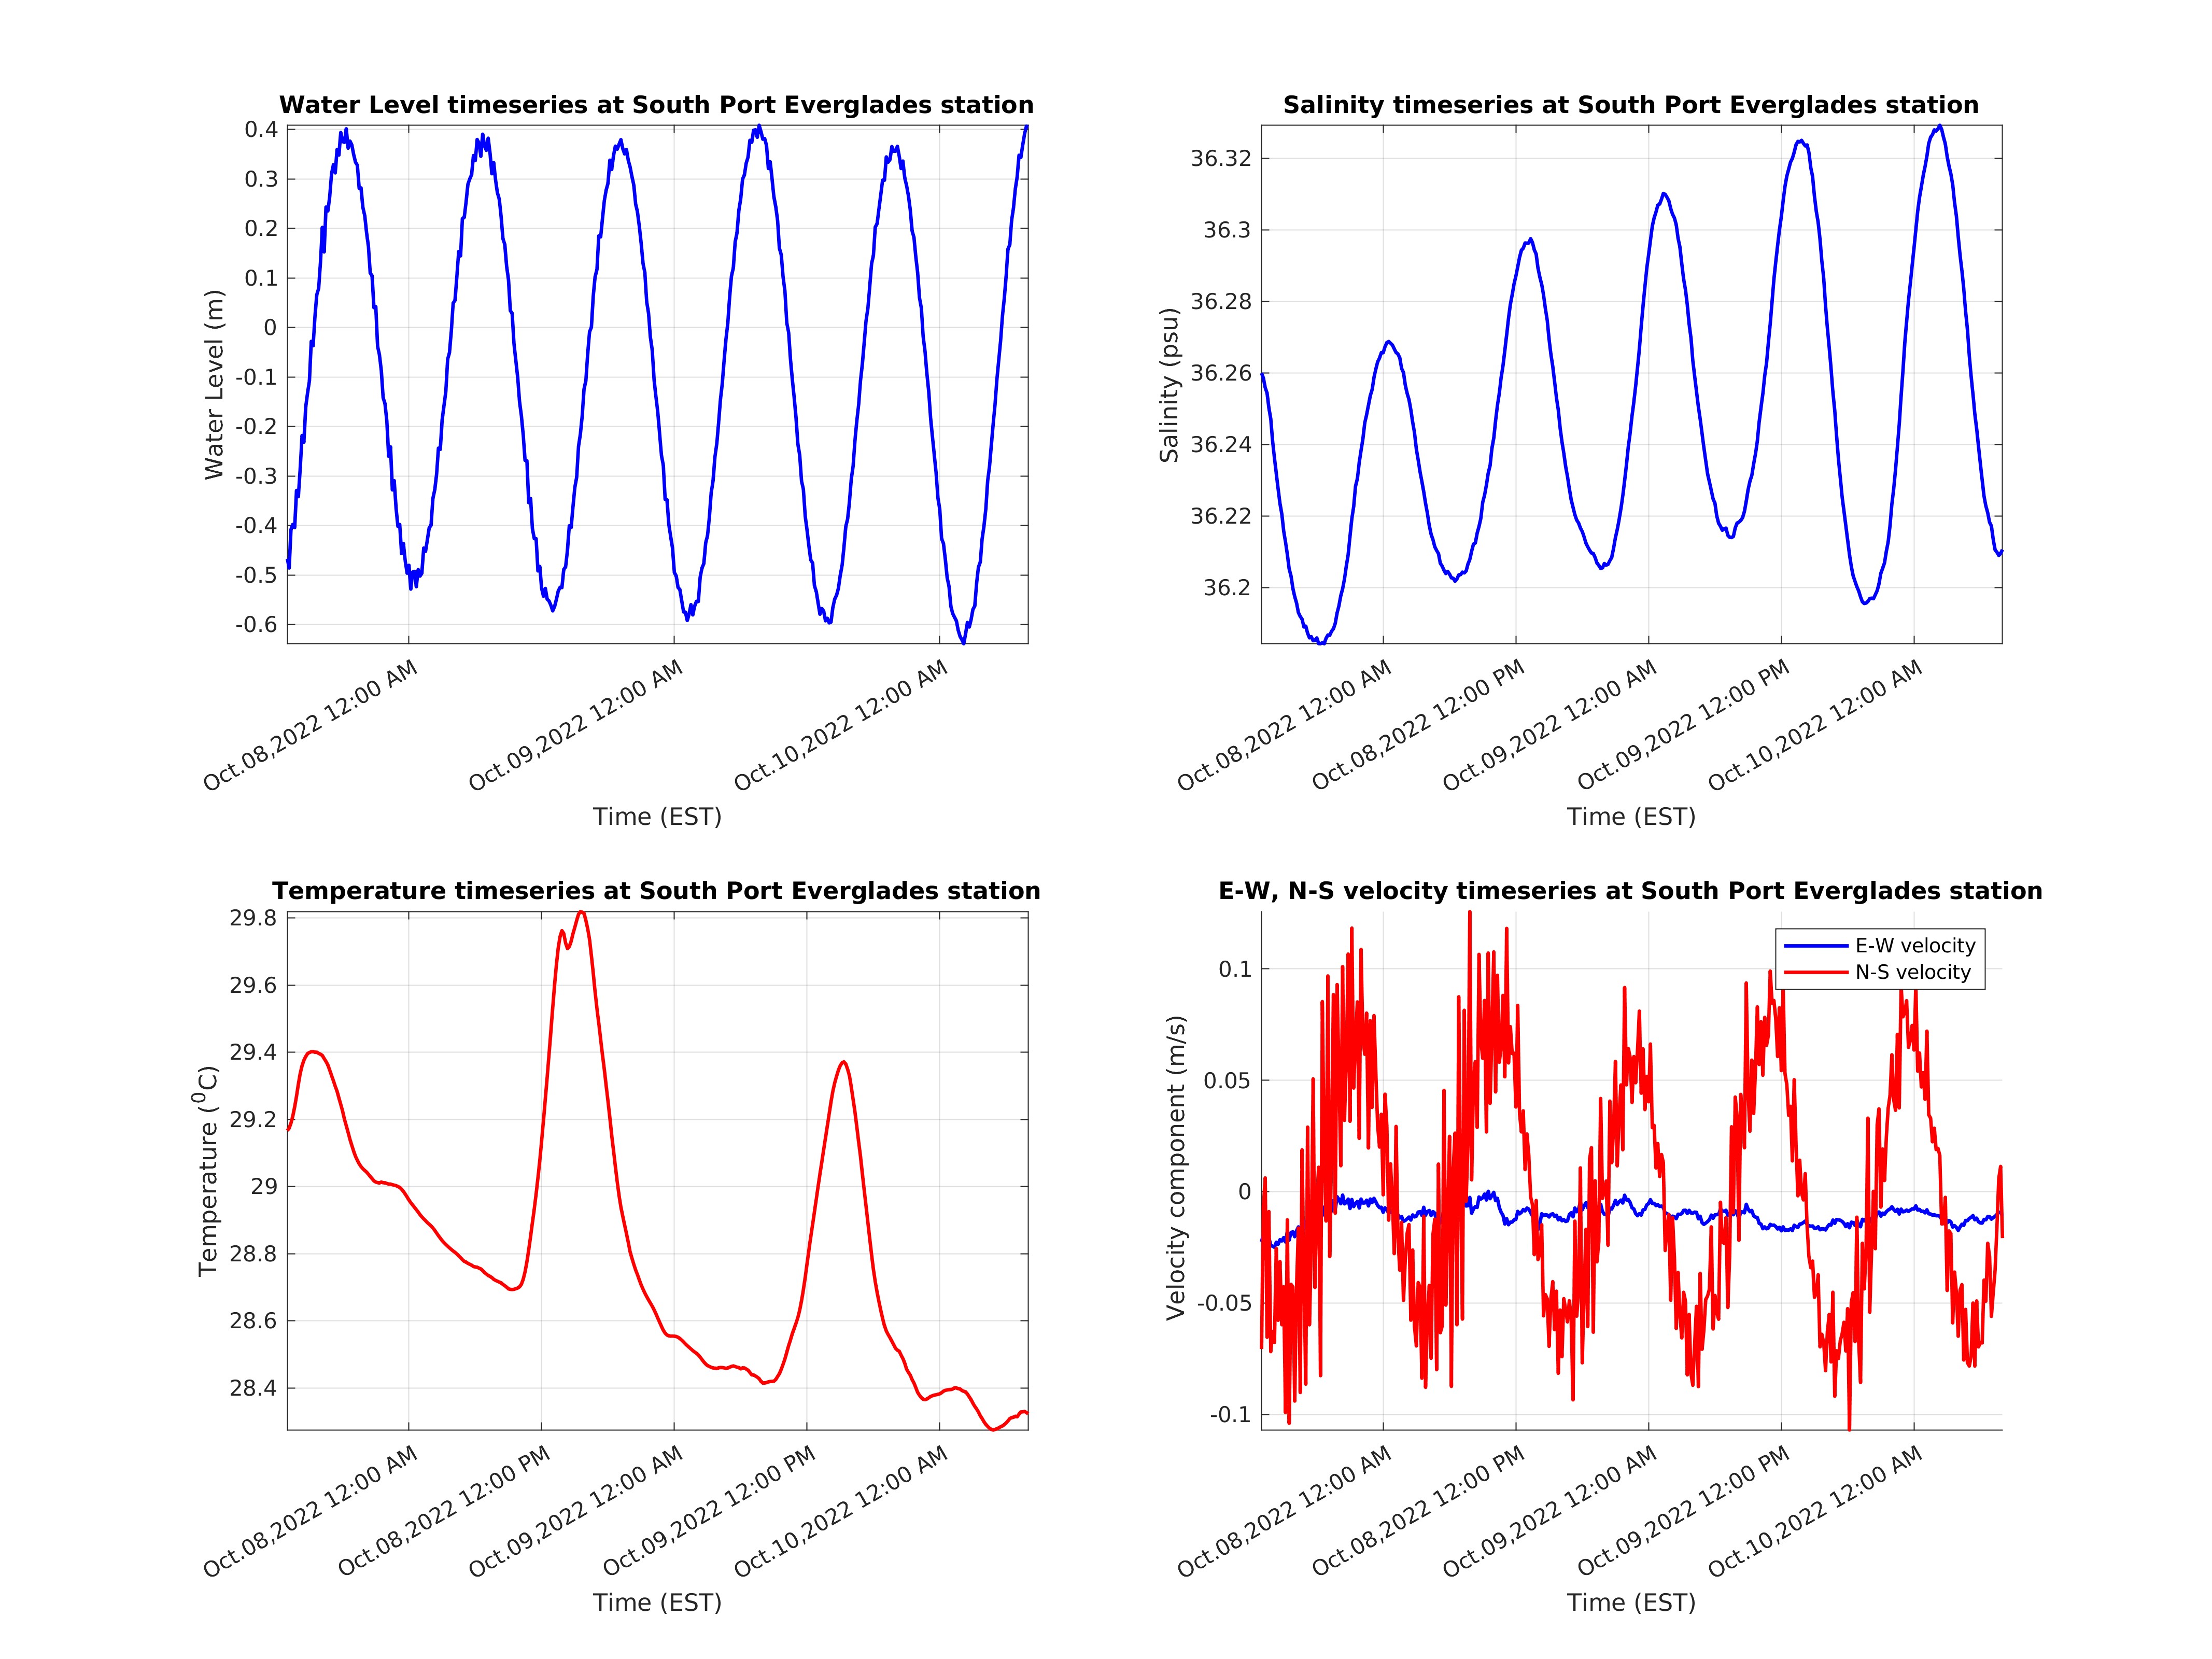 Water Level timeseries at South Port Everglades station
0.4
0.3
0.2
0.1
0
-0.1
-0.2
-0.3
-0.4
-0.5
-0.6
Water Level (m)
Oct.08,2022 12:00 AM
Oct.09,2022 12:00 AM
Oct.10,2022 12:00 AM
Time (EST)
Salinity timeseries at South Port Everglades station
36.32
36.3
36.28
36.26
36.24
36.22
36.2
Salinity (psu)
Oct.08,2022 12:00 AM
Oct.08,2022 12:00 PM
Oct.09,2022 12:00 AM
Oct.09,2022 12:00 PM
Oct.10,2022 12:00 AM
Time (EST)
Temperature timeseries at South Port Everglades station
29.8
29.6
29.4
29.2
29
28.8
28.6
28.4
Temperature (⁰C)
Oct.08,2022 12:00 AM
Oct.08,2022 12:00 PM
Oct.09,2022 12:00 AM
Oct.09,2022 12:00 PM
Oct.10,2022 12:00 AM
Time (EST)
E-W, N-S velocity timeseries at South Port Everglades station
E-W velocity
N-S velocity
0.1
0.05
0
-0.05
-0.1
Velocity component (m/s)
Oct.08,2022 12:00 AM
Oct.08,2022 12:00 PM
Oct.09,2022 12:00 AM
Oct.09,2022 12:00 PM
Oct.10,2022 12:00 AM
Time (EST)